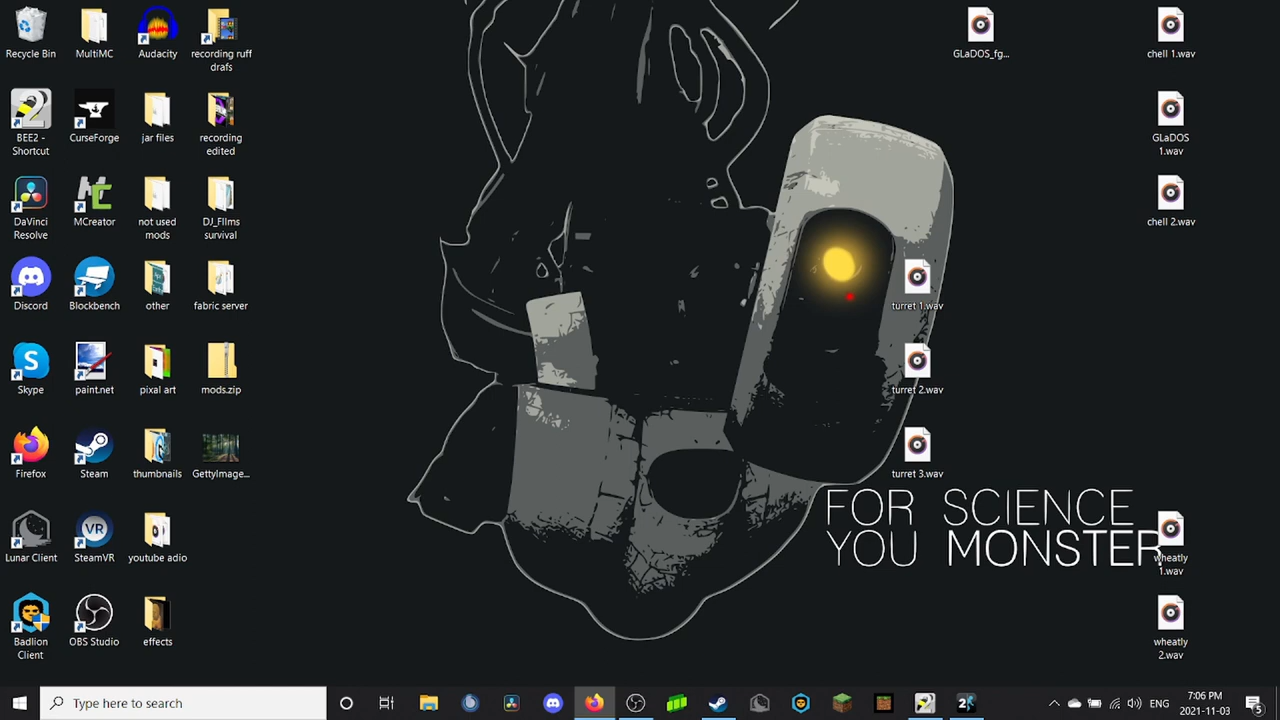 Recycle Bin
MultiMC
Audacity
recording ruff
drafs
BEE2 -
Shortcut
CurseForge
jar files
recording
edited
DaVinci
Resolve
MCreator
not used
mods
DJ_FIlms
survival
Discord
Blockbench
other
fabric server
Skype
paint.net
pixal art
mods.zip
Firefox
Steam
thumbnails
GettyImage...
Lunar Client
SteamVR
youtube adio
Badlion
Client
OBS Studio
effects
GLaDOS_fg...
chell 1.wav
GLaDOS
1.wav
chell 2.wav
turret 1.wav
turret 2.wav
turret 3.wav
FOR SCIENCE
YOU MONSTER
wheatly
1.wav
wheatly
2.wav
Type here to search
ENG
7:06 PM
2021-11-03
5